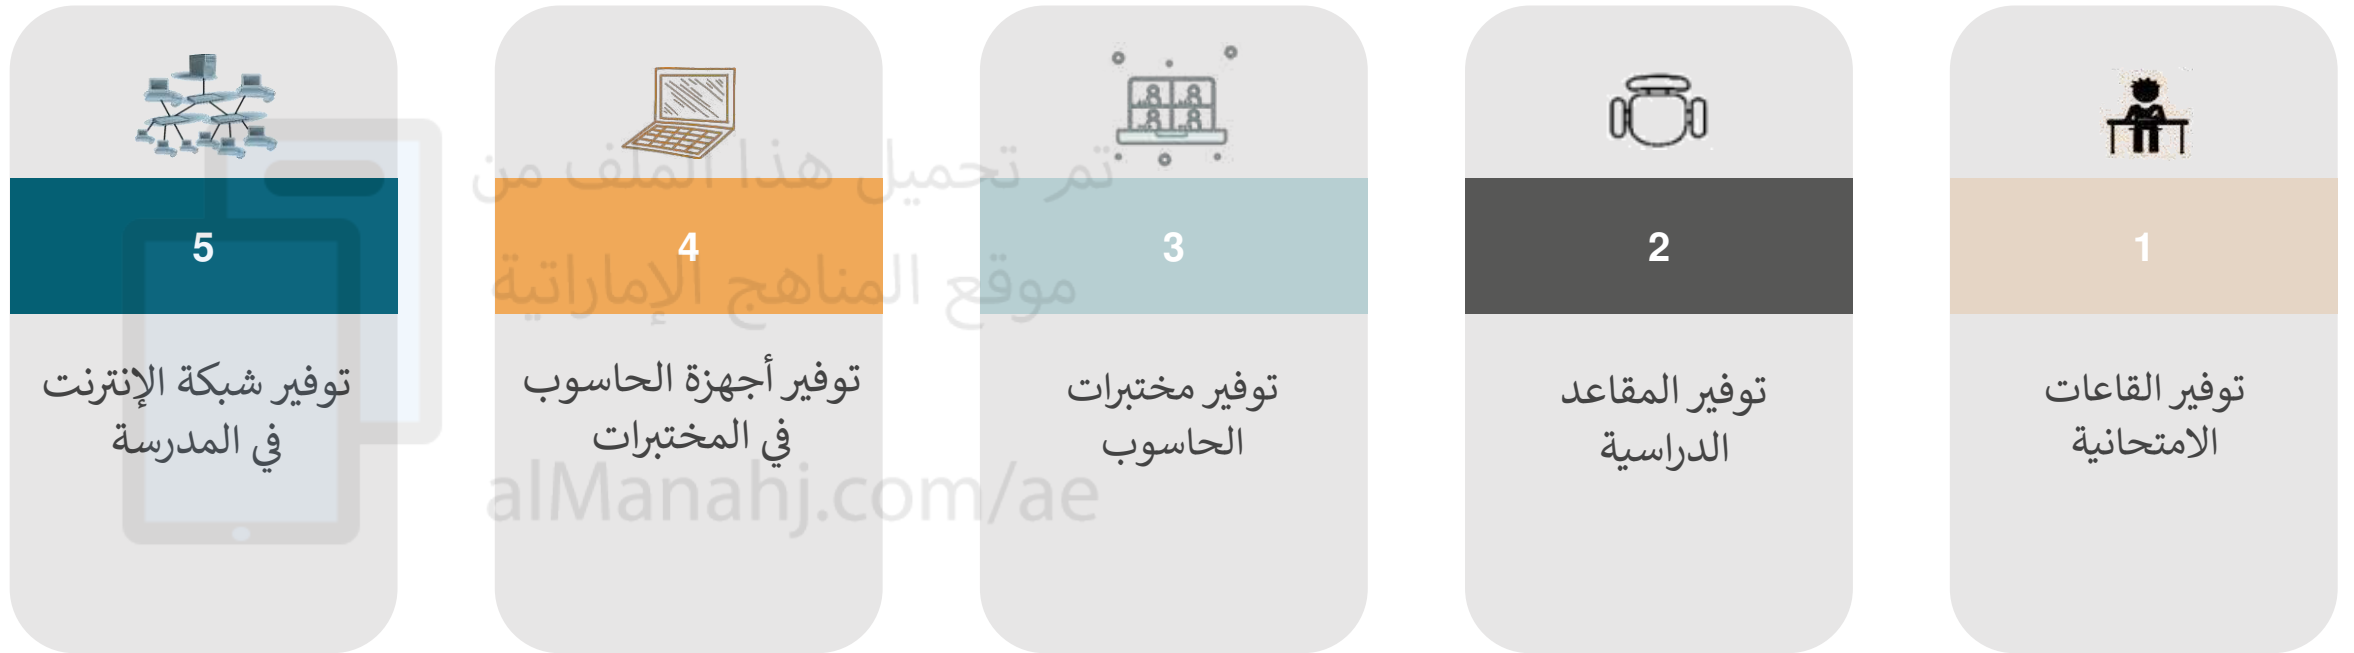 1
توفير القاعات
الامتحانية
2
توفير المقاعد
الدراسية
3
توفير مختبرات
الحاسوب
4
توفير أجهزة الحاسوب
في المختبرات
5
توفير شبكة الإنترنت
في المدرسة
تم تحميل هذا الملف من
موقع المناهج الإماراتية
alManahj.com/ae